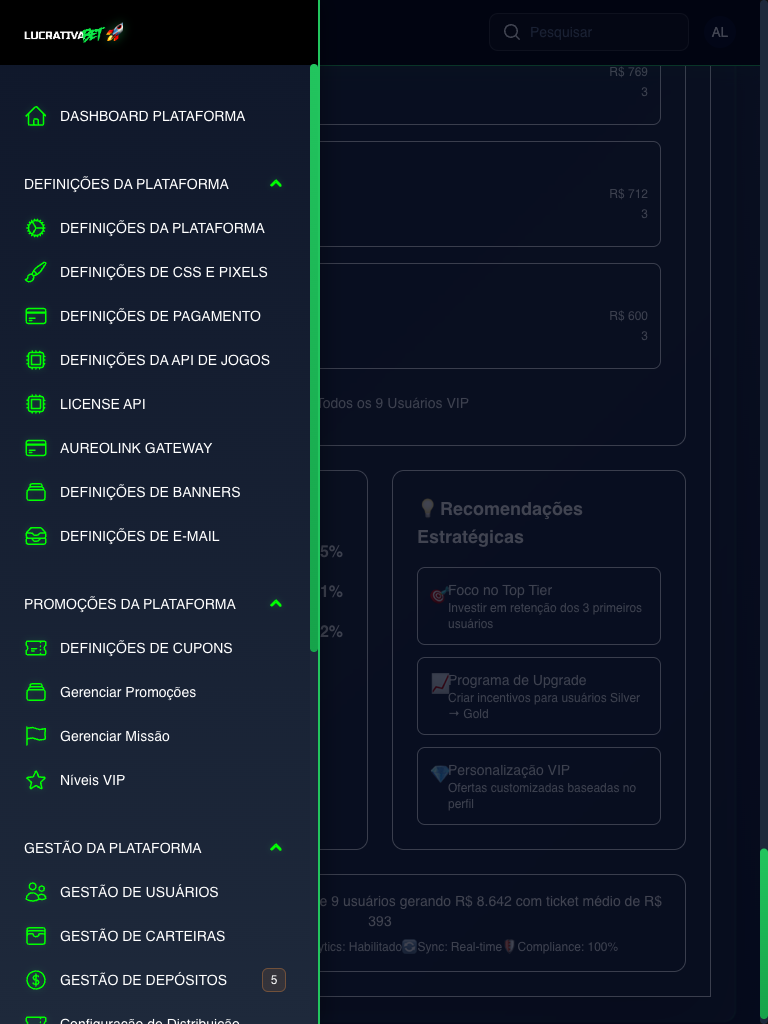 LUCRATIVABET
Pesquisar
AL
DASHBOARD PLATAFORMA
DEFINIÇÕES DA PLATAFORMA
DEFINIÇÕES DA PLATAFORMA
DEFINIÇÕES DE CSS E PIXELS
DEFINIÇÕES DE PAGAMENTO
DEFINIÇÕES DA API DE JOGOS
LICENSE API
AUREOLINK GATEWAY
DEFINIÇÕES DE BANNERS
DEFINIÇÕES DE E-MAIL
PROMOÇÕES DA PLATAFORMA
DEFINIÇÕES DE CUPONS
Gerenciar Promoções
Gerenciar Missão
Níveis VIP
GESTÃO DA PLATAFORMA
GESTÃO DE USUÁRIOS
GESTÃO DE CARTEIRAS
GESTÃO DE DEPÓSITOS
5
Configuração de Distribuição
R$ 769
3
R$ 712
3
R$ 600
3
Todos os 9 Usuários VIP
5%
1%
2%
Recomendações
Estratégicas
Foco no Top Tier
Investir em retenção dos 3 primeiros
usuários
Programa de Upgrade
Criar incentivos para usuários Silver
→ Gold
Personalização VIP
Ofertas customizadas baseadas no
perfil
e 9 usuários gerando R$ 8.642 com ticket médio de R$
393
ytics: Habilitado Sync: Real-time Compliance: 100%